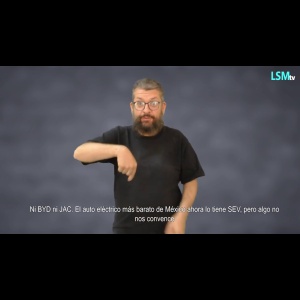 LSMtv
Ni BYD ni JAC. El auto eléctrico más barato de México ahora lo tiene SEV, pero algo no
nos convence